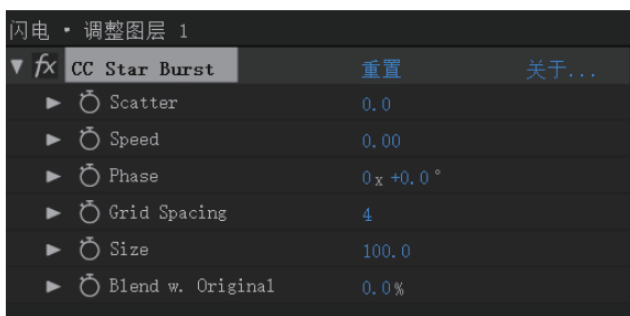 闪电 • 调整图层 1
fx CC Star Burst 重置 关于...
Scatter 0.0
Speed 0.00
Phase 0x +0.0°
Grid Spacing 4
Size 100.0
Blend w. Original 0.0%